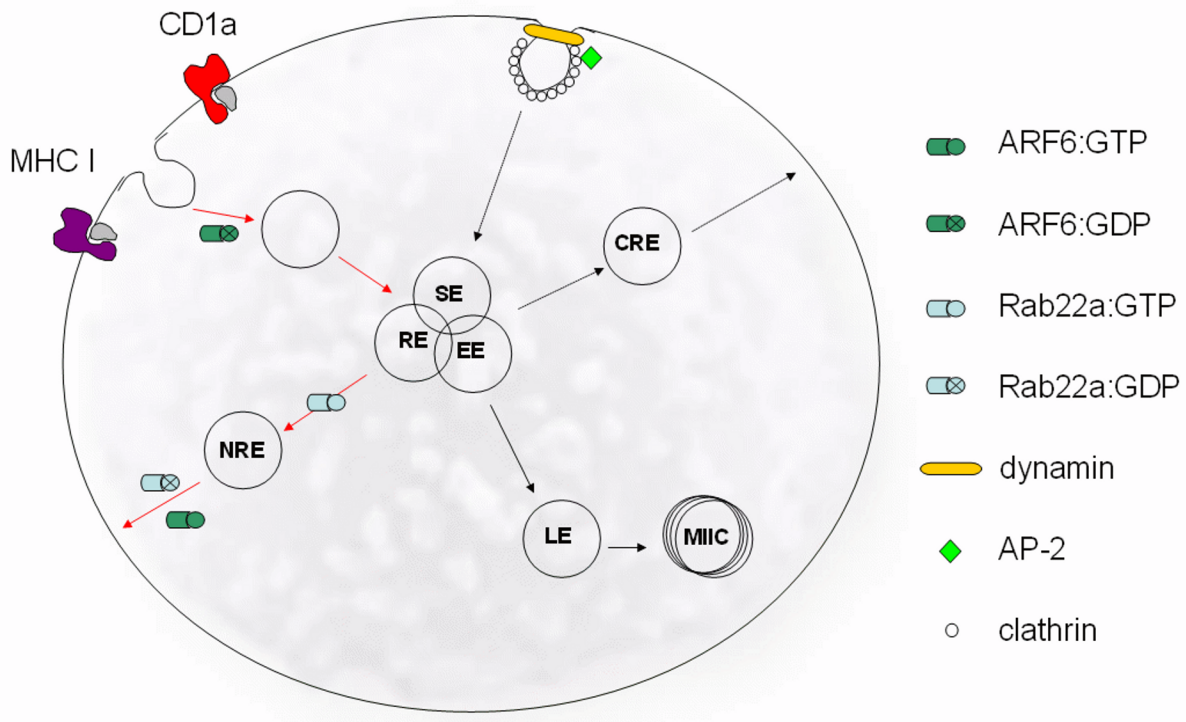 CD1a
MHC I
SE
RE
EE
CRE
NRE
LE
MIIC
ARF6:GTP
ARF6:GDP
Rab22a:GTP
Rab22a:GDP
dynamin
AP-2
clathrin